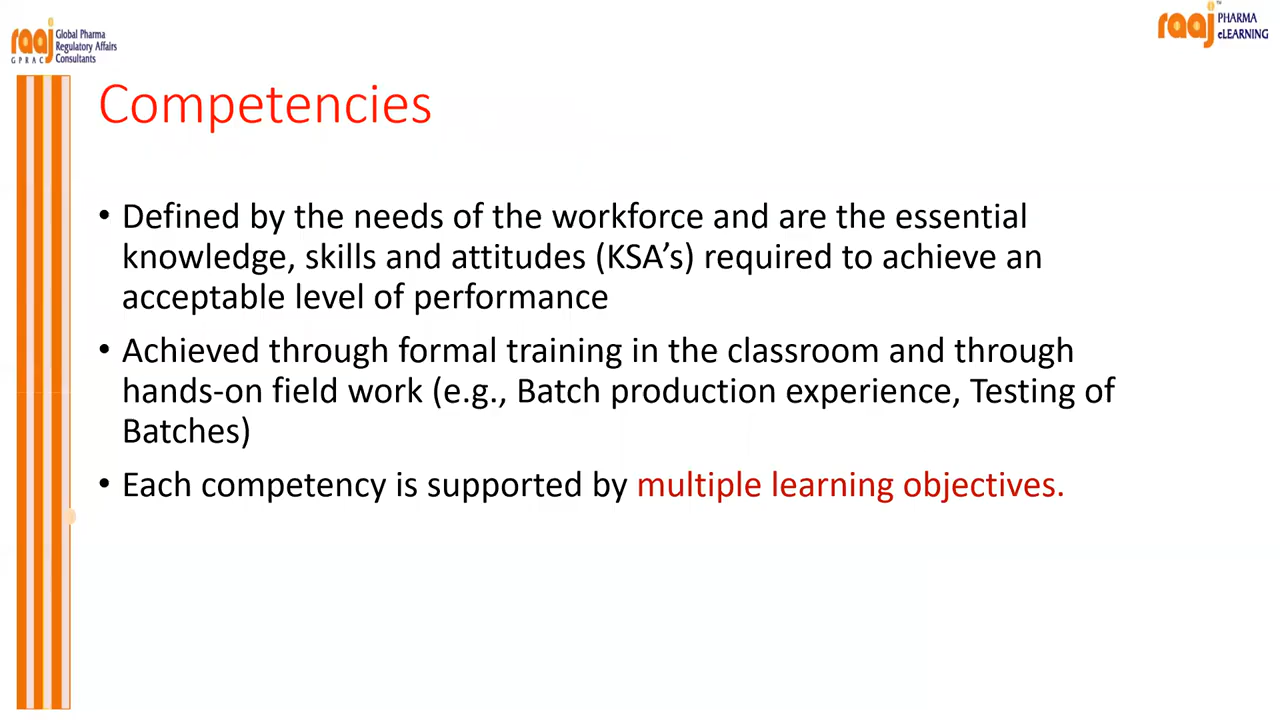 raaj
GPRAC
Global Pharma
Regulatory Affairs
Consultants
raaj
TM
PHARMA
eLEARNING
Competencies
• Defined by the needs of the workforce and are the essential
knowledge, skills and attitudes (KSA’s) required to achieve an
acceptable level of performance
• Achieved through formal training in the classroom and through
hands-on field work (e.g., Batch production experience, Testing of
Batches)
• Each competency is supported by multiple learning objectives.